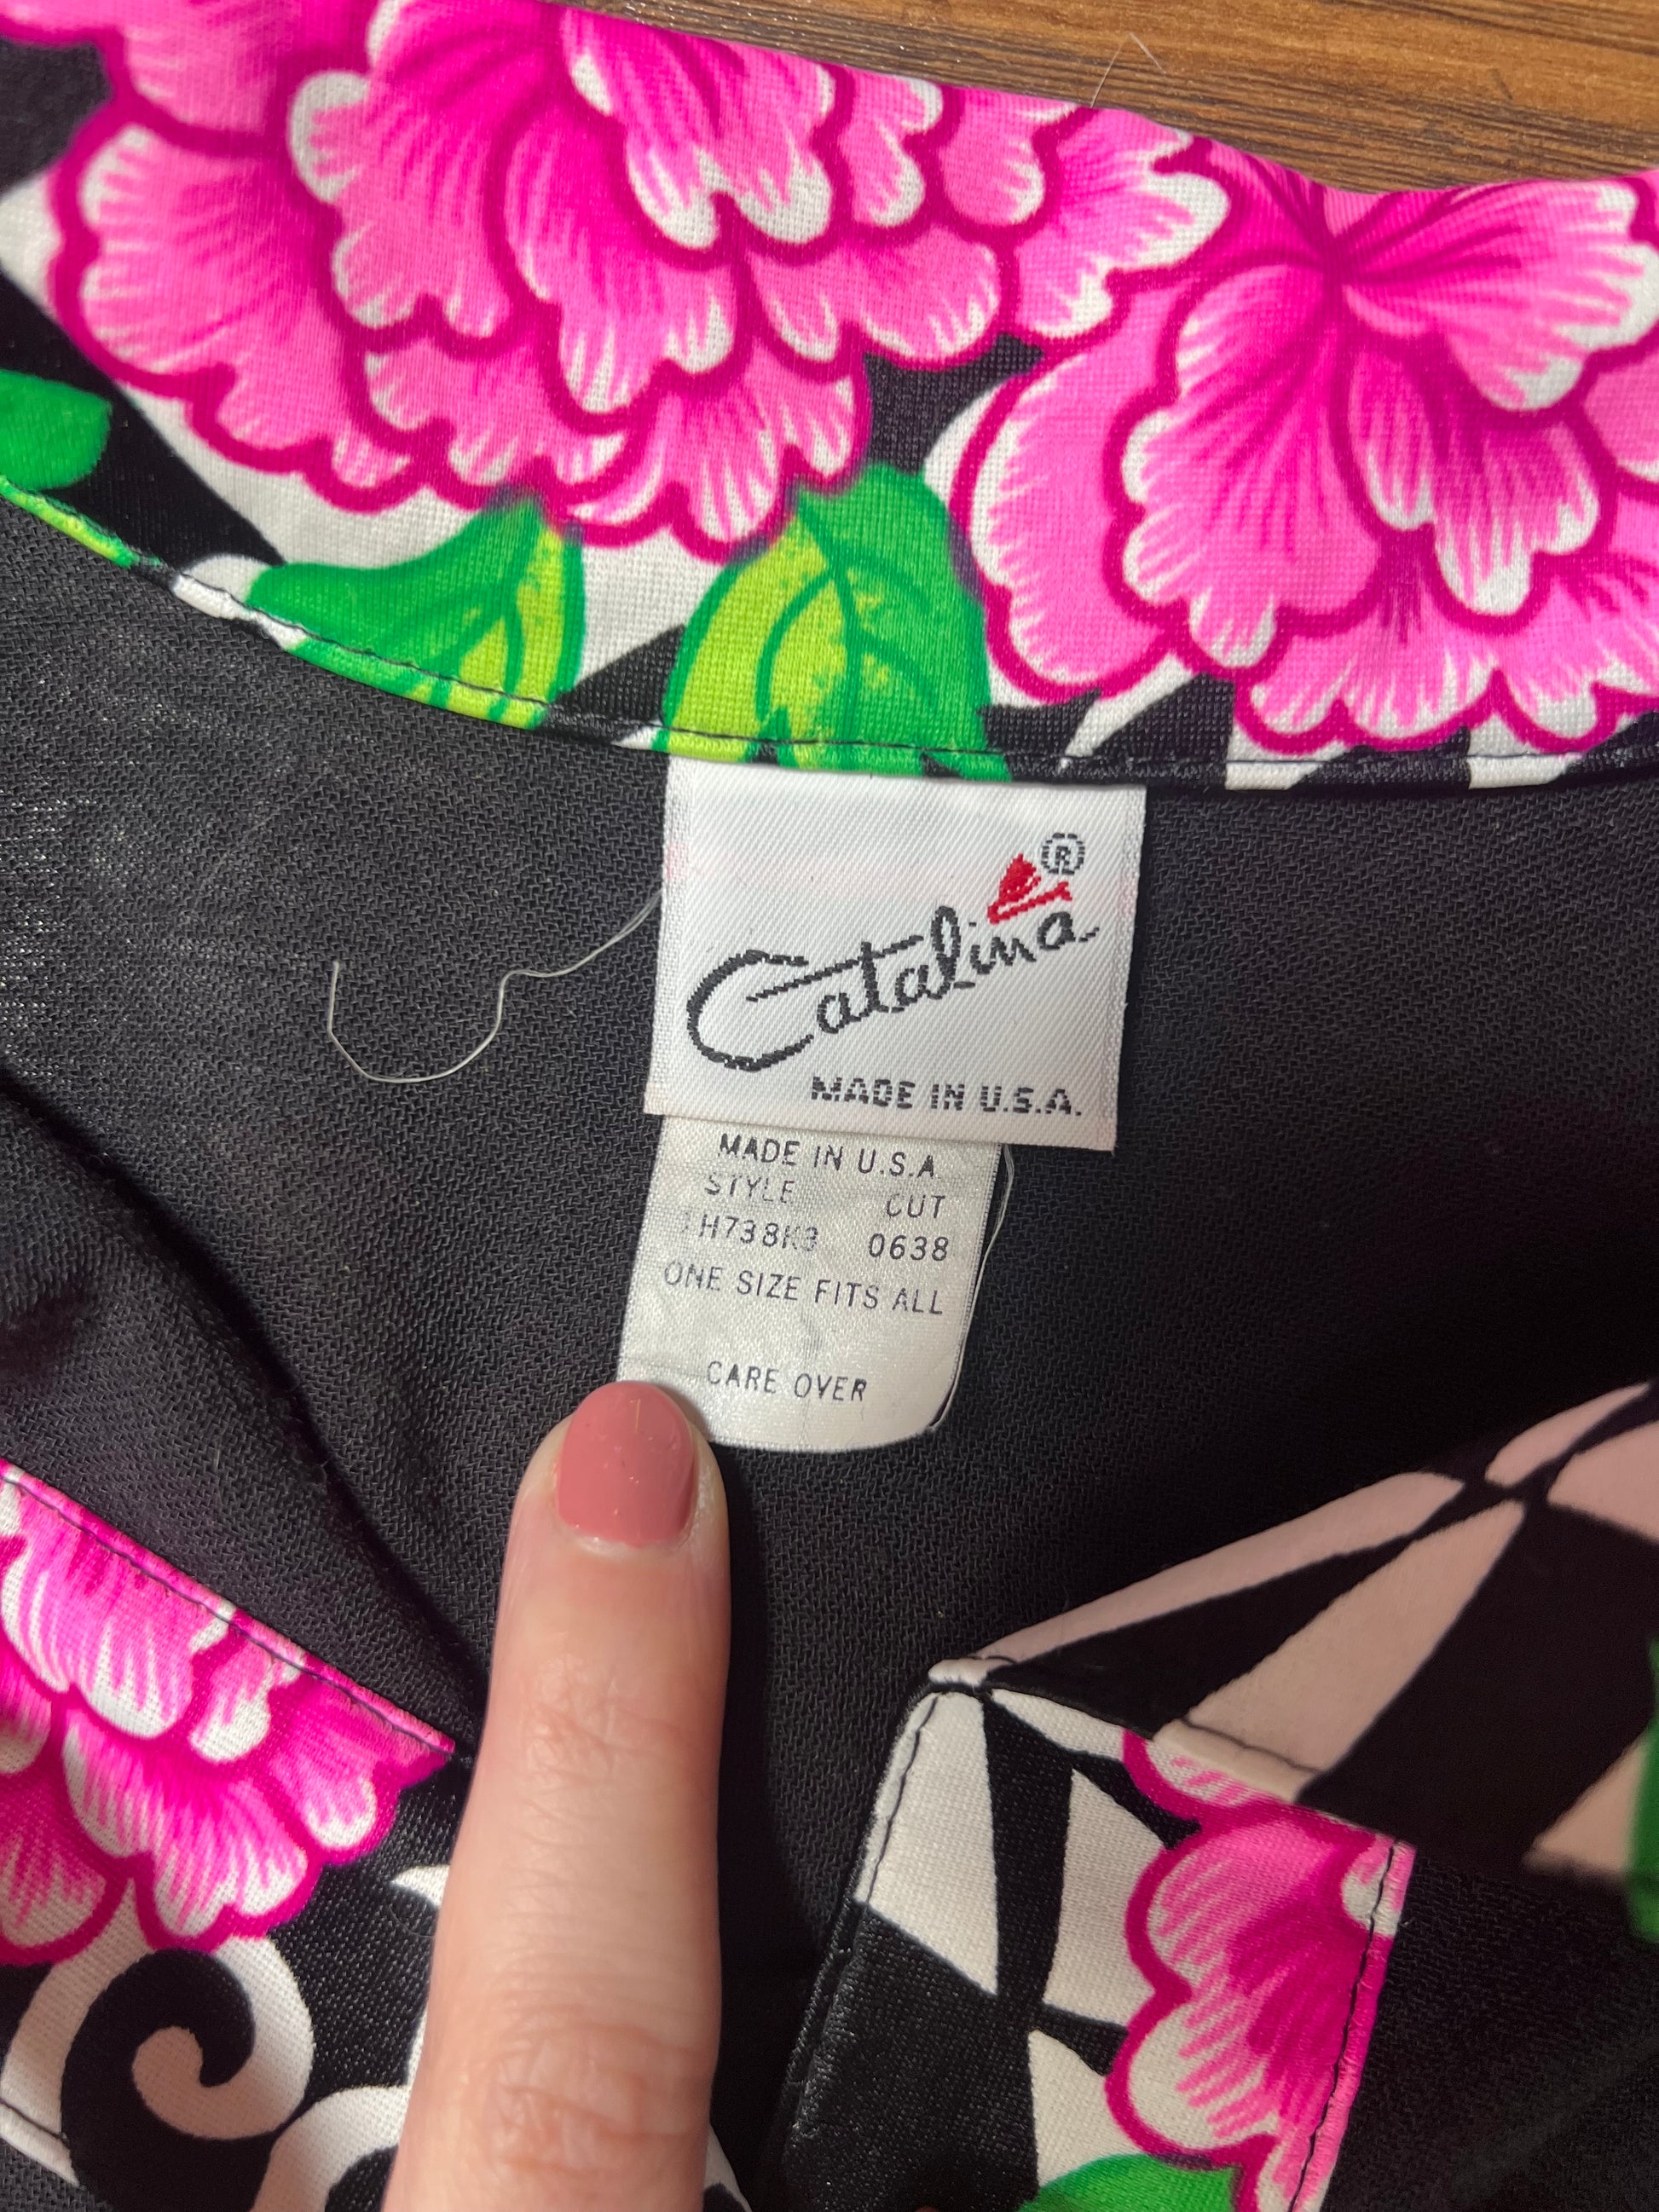 Catalina®
MADE IN U.S.A.
MADE IN U.S.A.
STYLE CUT
0638
ONE SIZE FITS ALL
CARE OVER